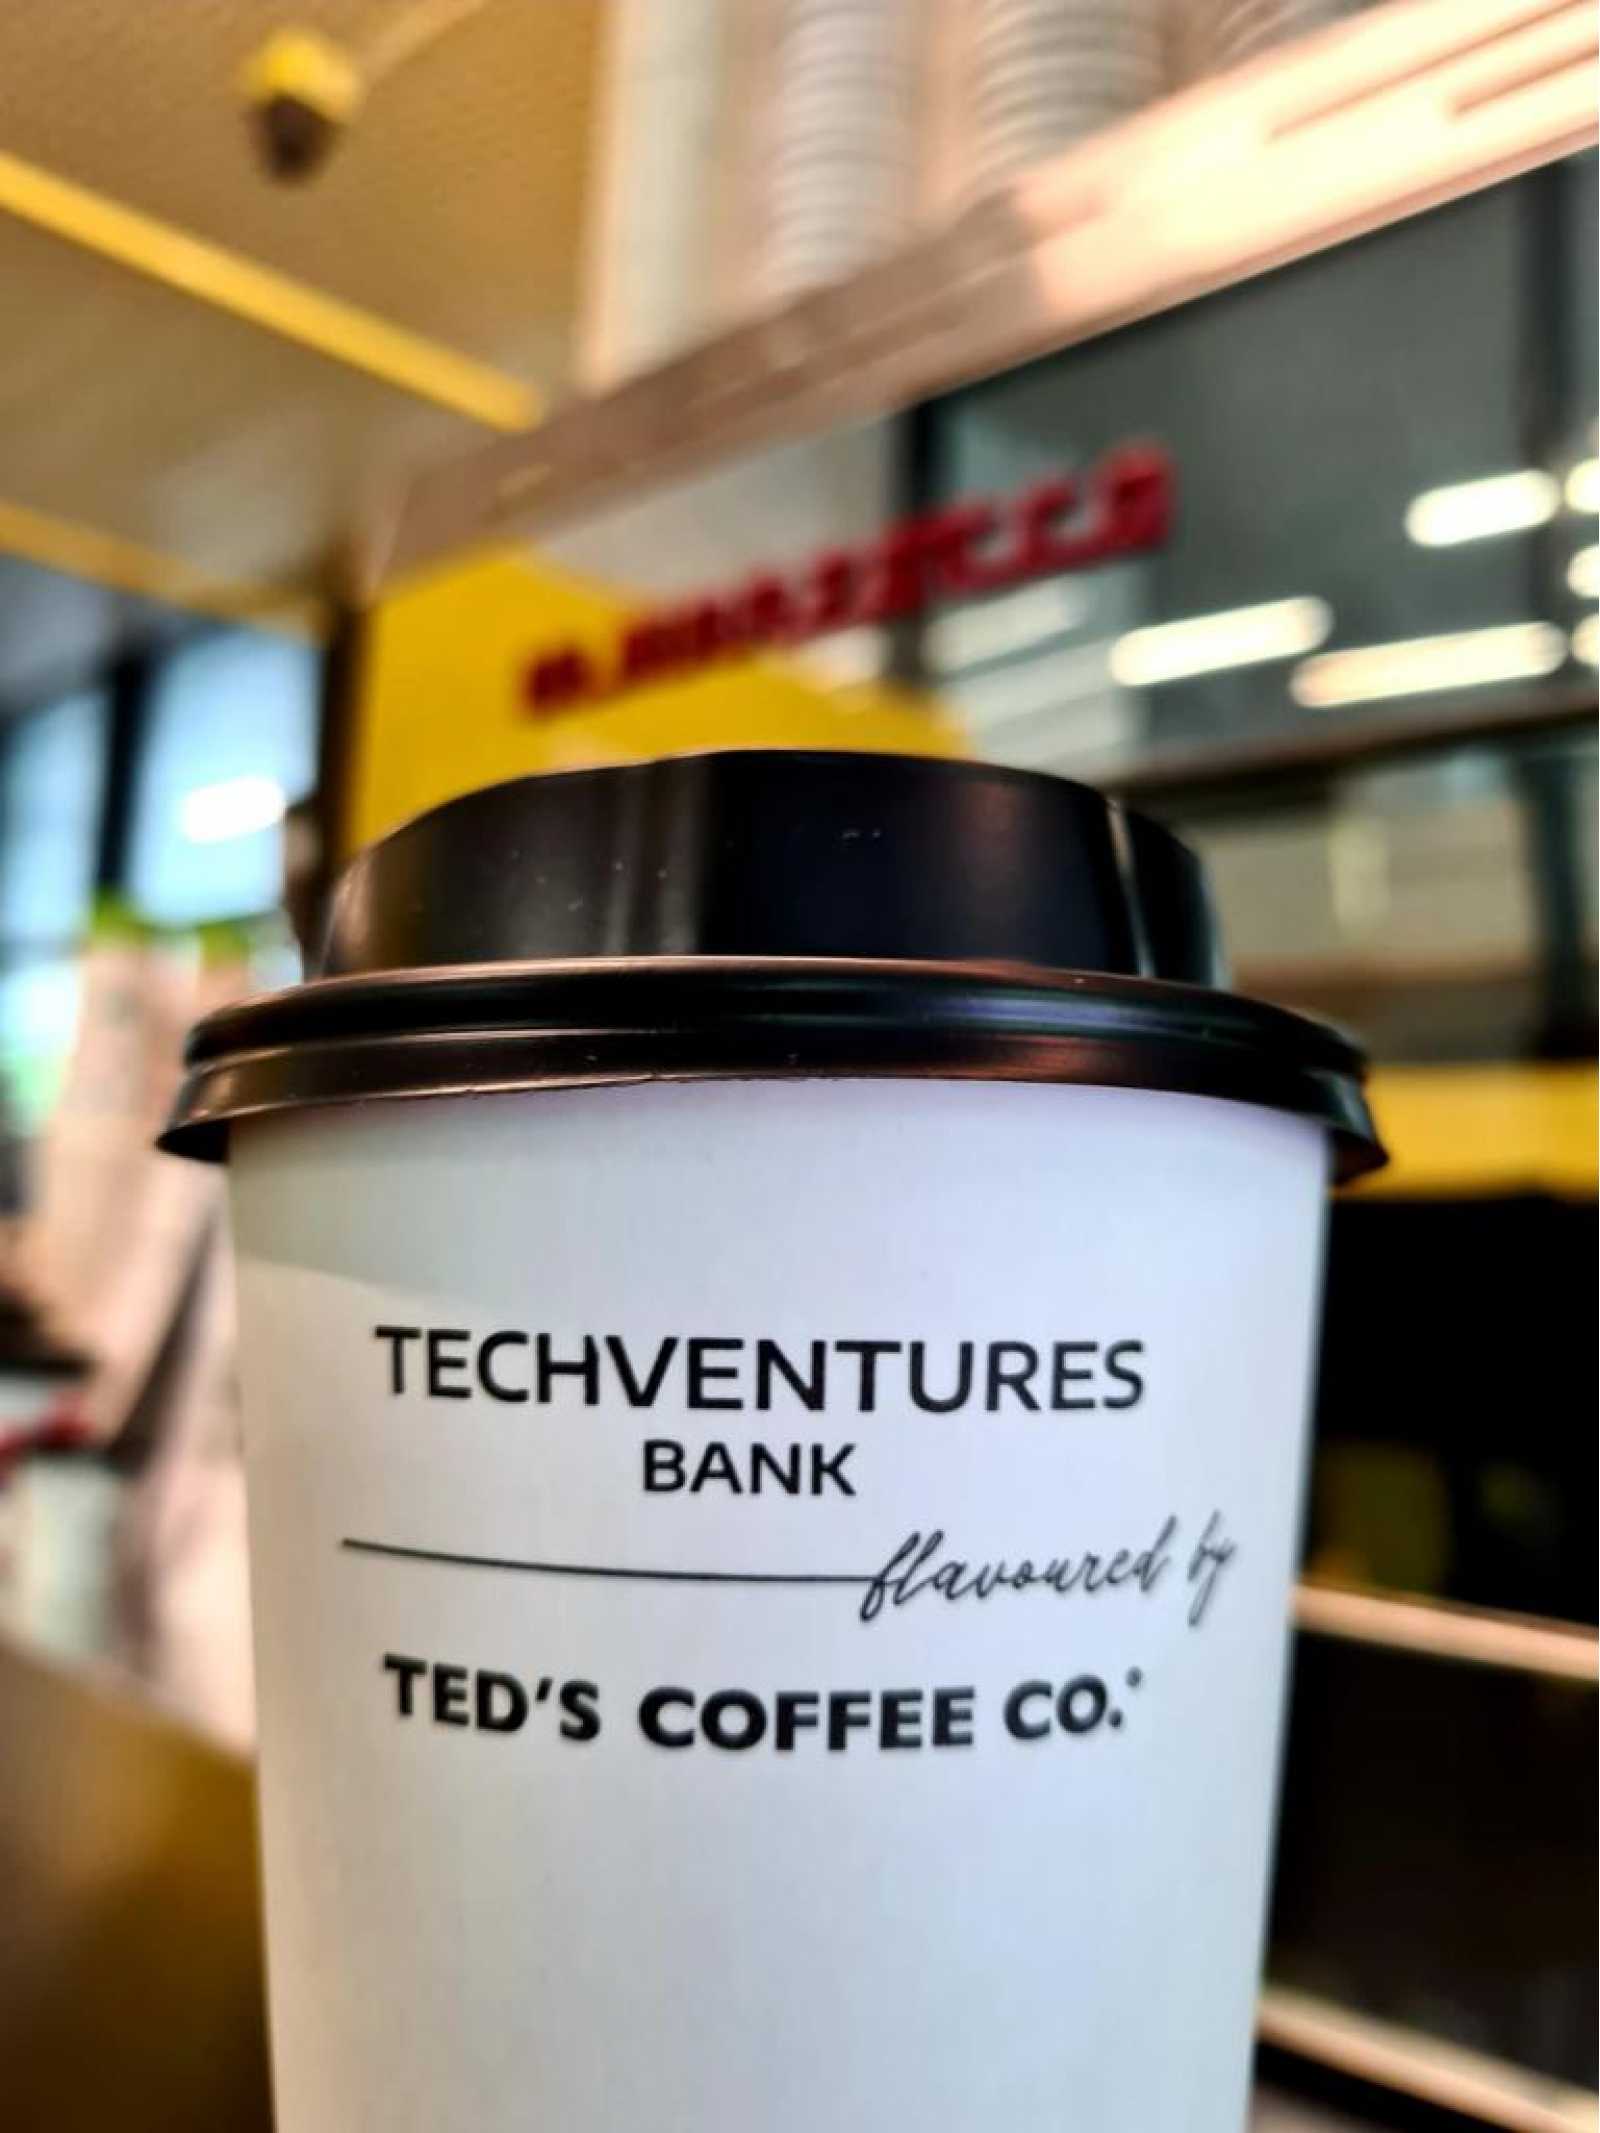 TECHVENTURES
BANK
flavoured by
TED'S COFFEE CO.®